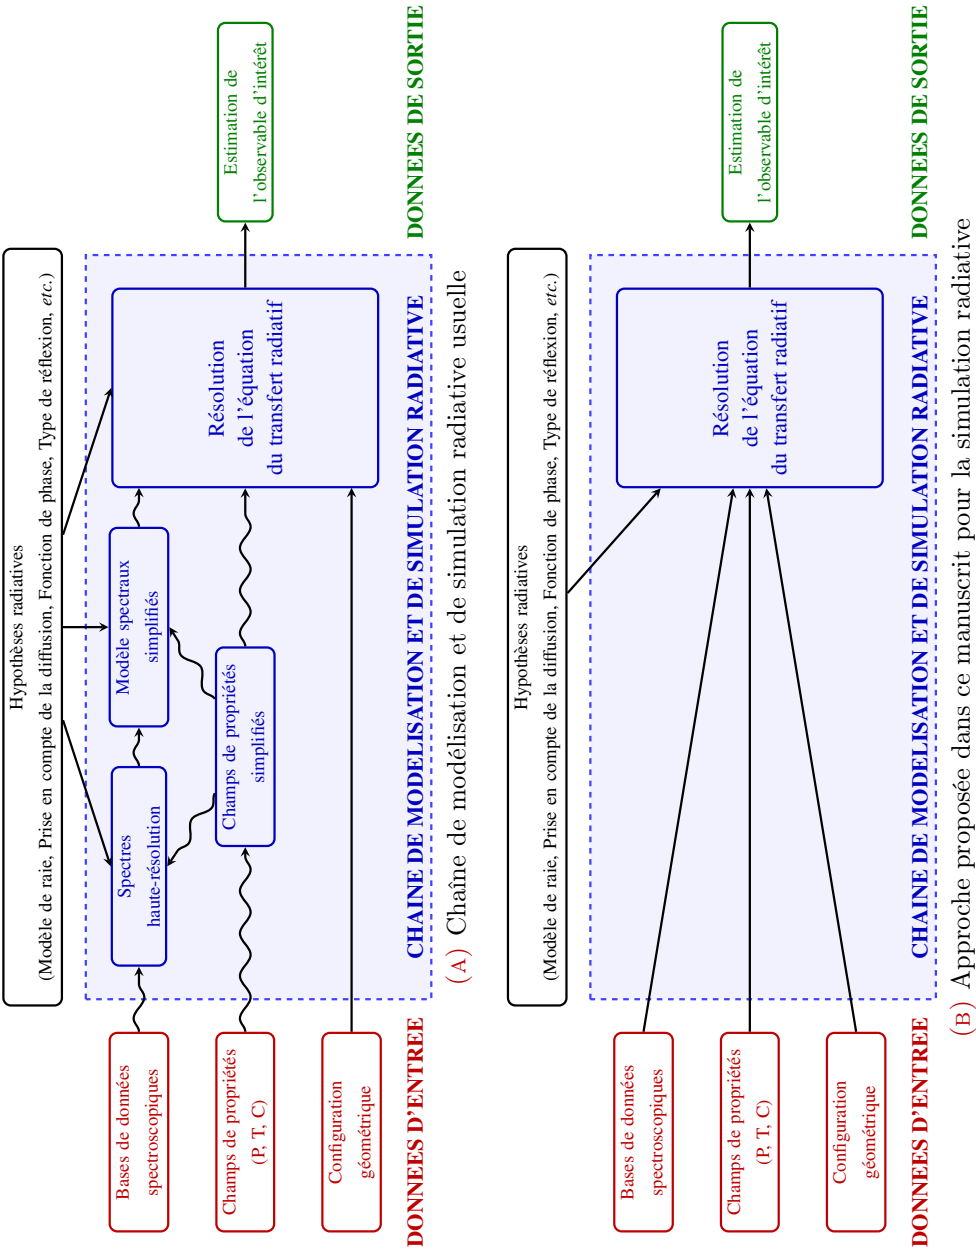 Hypothèses radiatives
(Modèle de raie, Prise en compte de la diffusion, Fonction de phase, Type de réflexion, etc.)
Bases de données
spectroscopiques
Champs de propriétés
(P, T, C)
Configuration
géométrique
DONNEES D'ENTREE
Spectres
haute-résolution
Modèle spectraux
simplifiés
Champs de propriétés
simplifiés
Résolution
de l'équation
du transfert radiatif
CHAINE DE MODELISATION ET DE SIMULATION RADIATIVE
Estimation de
l'observable d'intérêt
DONNEES DE SORTIE
(A) Chaîne de modélisation et de simulation radiative usuelle
Hypothèses radiatives
(Modèle de raie, Prise en compte de la diffusion, Fonction de phase, Type de réflexion, etc.)
Bases de données
spectroscopiques
Champs de propriétés
(P, T, C)
Configuration
géométrique
DONNEES D'ENTREE
Résolution
de l'équation
du transfert radiatif
CHAINE DE MODELISATION ET DE SIMULATION RADIATIVE
Estimation de
l'observable d'intérêt
DONNEES DE SORTIE
(B) Approche proposée dans ce manuscrit pour la simulation radiative